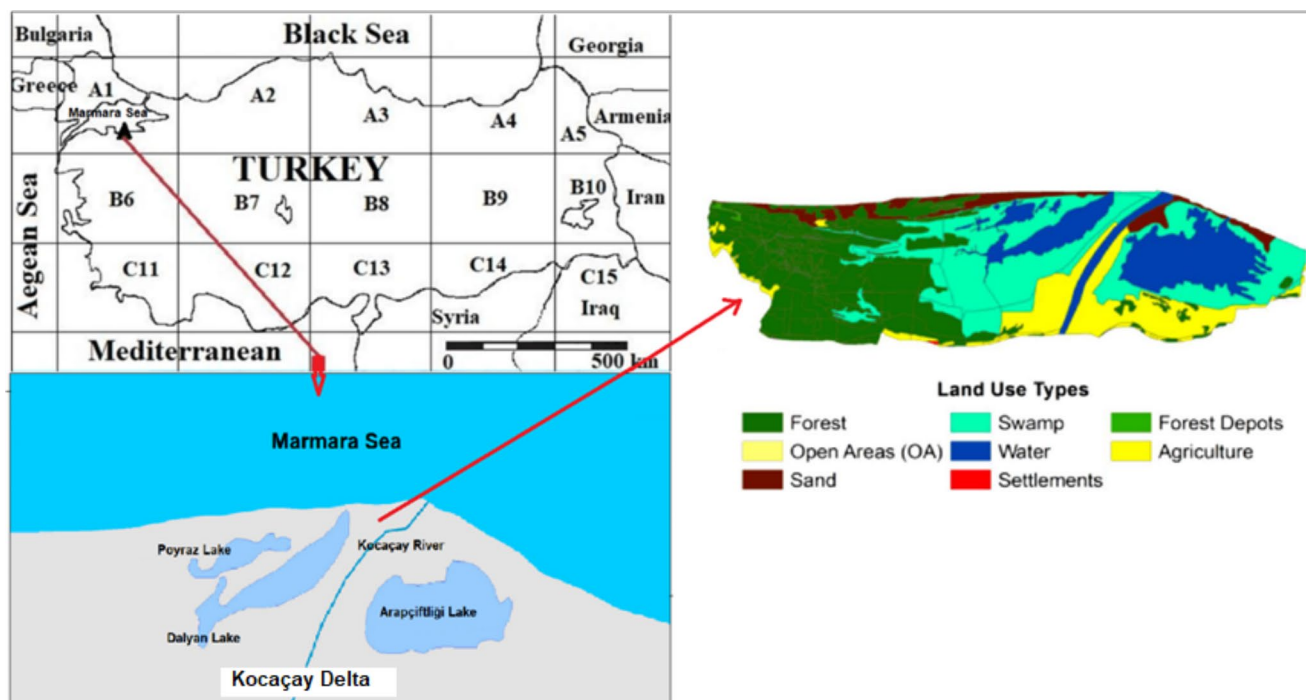 Bulgaria
Black Sea
Georgia
Greece
A1
A2
A3
A4
A5
Armenia
Marmara Sea
TURKEY
Aegean Sea
B6
B7
B8
B9
B10
Iran
C11
C12
C13
C14
C15
Iraq
Syria
Mediterranean
0
500 km
Marmara Sea
Poyraz Lake
Kocaçay River
Arapçiftliği Lake
Dalyan Lake
Kocaçay Delta
Land Use Types
Forest
Swamp
Forest Depots
Open Areas (OA)
Water
Agriculture
Sand
Settlements